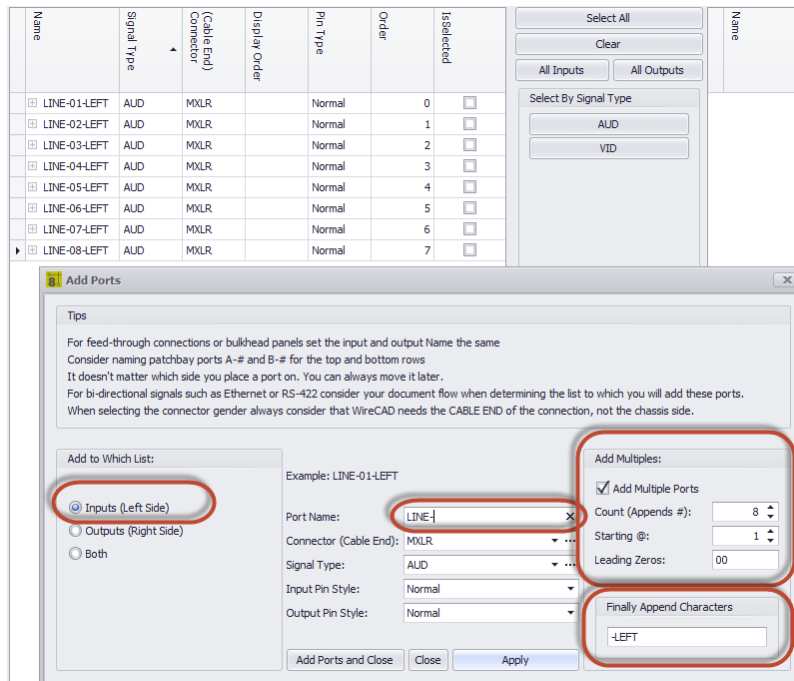 Name Signal Type (Cable End) Connector Display Order Pin Type Order IsSelected
LINE-01-LEFT AUD MXLR Normal 0
LINE-02-LEFT AUD MXLR Normal 1
LINE-03-LEFT AUD MXLR Normal 2
LINE-04-LEFT AUD MXLR Normal 3
LINE-05-LEFT AUD MXLR Normal 4
LINE-06-LEFT AUD MXLR Normal 5
LINE-07-LEFT AUD MXLR Normal 6
LINE-08-LEFT AUD MXLR Normal 7
Select All
Clear
All Inputs All Outputs
Select By Signal Type
AUD
VID
Name
8 Add Ports
Tips
For feed-through connections or bulkhead panels set the input and output Name the same
Consider naming patchbay ports A-# and B-# for the top and bottom rows
It doesn't matter which side you place a port on. You can always move it later.
For bi-directional signals such as Ethernet or RS-422 consider your document flow when determining the list to which you will add these ports.
When selecting the connector gender always consider that WireCAD needs the CABLE END of the connection, not the chassis side.
Add to Which List:
Inputs (Left Side)
Outputs (Right Side)
Both
Example: LINE-01-LEFT
Port Name: LINE-
Connector (Cable End): MXLR
Signal Type: AUD
Input Pin Style: Normal
Output Pin Style: Normal
Add Ports and Close Close Apply
Add Multiples:
Add Multiple Ports
Count (Appends #): 8
Starting @: 1
Leading Zeros: 00
Finally Append Characters
-LEFT